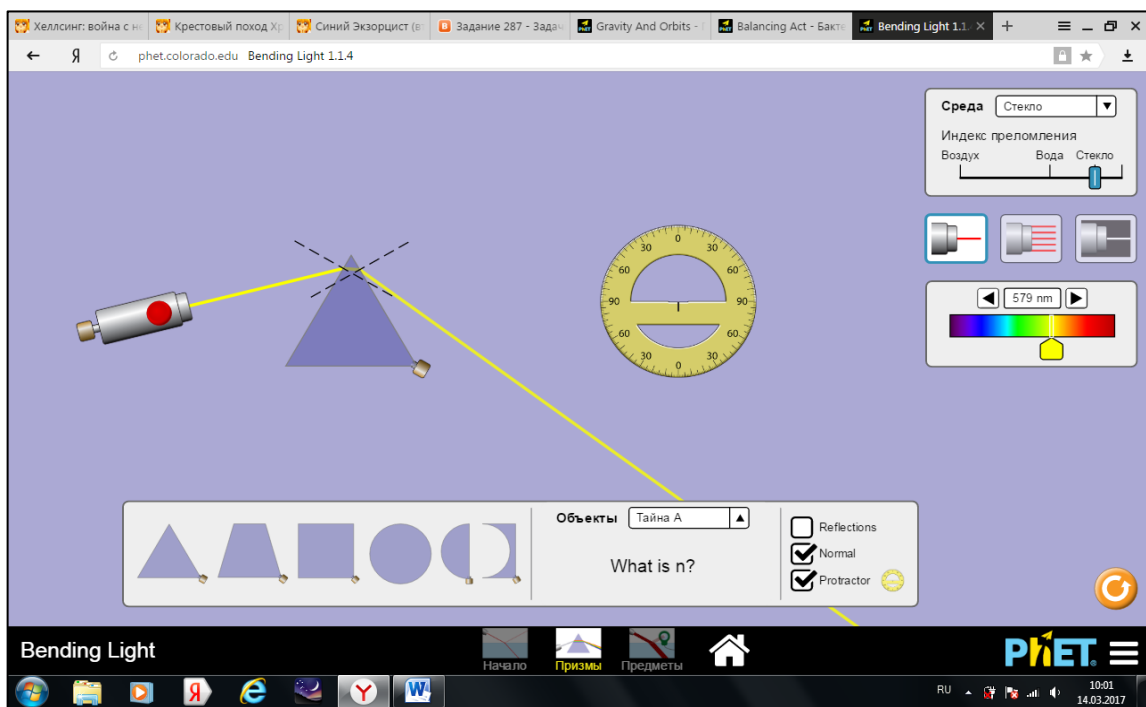 Хеллсинг: война с не
Крестовый поход Хр
Синий Экзорцист (в
Задание 287 - Задач
Gravity And Orbits -
Balancing Act - Бакте
Bending Light 1.1.
Я phet.colorado.edu Bending Light 1.1.4
Среда Стекло
Индекс преломления
Воздух Вода Стекло
579 nm
0
30 30
60 60
90 90
60 60
30 30
0
Объекты Тайна A
What is n?
Reflections
Normal
Protractor
Bending Light
Начало Призмы Предметы
PhET
RU 10:01
14.03.2017